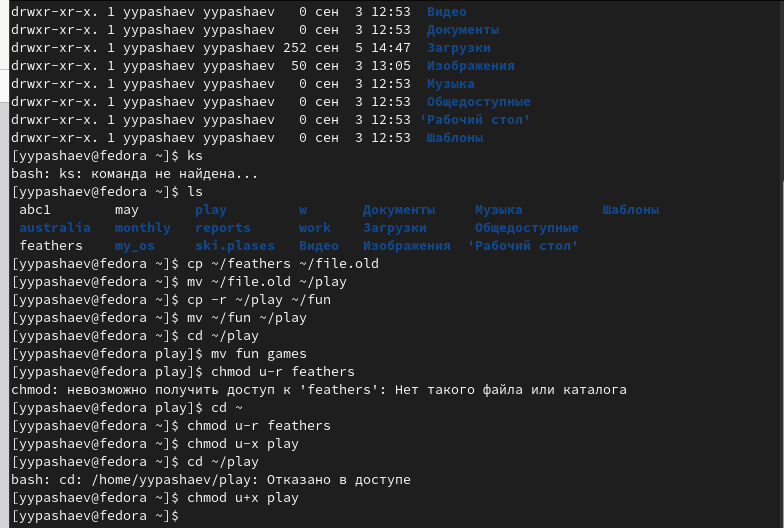 drwxr-xr-x. 1 yypashaev yypashaev   0 сен  3 12:53  Видео
drwxr-xr-x. 1 yypashaev yypashaev   0 сен  3 12:53  Документы
drwxr-xr-x. 1 yypashaev yypashaev 252 сен  5 14:47  Загрузки
drwxr-xr-x. 1 yypashaev yypashaev  50 сен  3 13:05  Изображения
drwxr-xr-x. 1 yypashaev yypashaev   0 сен  3 12:53  Музыка
drwxr-xr-x. 1 yypashaev yypashaev   0 сен  3 12:53  Общедоступные
drwxr-xr-x. 1 yypashaev yypashaev   0 сен  3 12:53 'Рабочий стол'
drwxr-xr-x. 1 yypashaev yypashaev   0 сен  3 12:53  Шаблоны
[yypashaev@fedora ~]$ ks
bash: ks: команда не найдена...
[yypashaev@fedora ~]$ ls
 abc1        may       play         w       Документы     Музыка          Шаблоны
 australia   monthly   reports      work    Загрузки      Общедоступные
 feathers    my_os     ski.plases   Видео   Изображения  'Рабочий стол'
[yypashaev@fedora ~]$ cp ~/feathers ~/file.old
[yypashaev@fedora ~]$ mv ~/file.old ~/play
[yypashaev@fedora ~]$ cp -r ~/play ~/fun
[yypashaev@fedora ~]$ mv ~/fun ~/play
[yypashaev@fedora ~]$ cd ~/play
[yypashaev@fedora play]$ mv fun games
[yypashaev@fedora play]$ chmod u-r feathers
chmod: невозможно получить доступ к 'feathers': Нет такого файла или каталога
[yypashaev@fedora play]$ cd ~
[yypashaev@fedora ~]$ chmod u-r feathers
[yypashaev@fedora ~]$ chmod u-x play
[yypashaev@fedora ~]$ cd ~/play
bash: cd: /home/yypashaev/play: Отказано в доступе
[yypashaev@fedora ~]$ chmod u+x play
[yypashaev@fedora ~]$